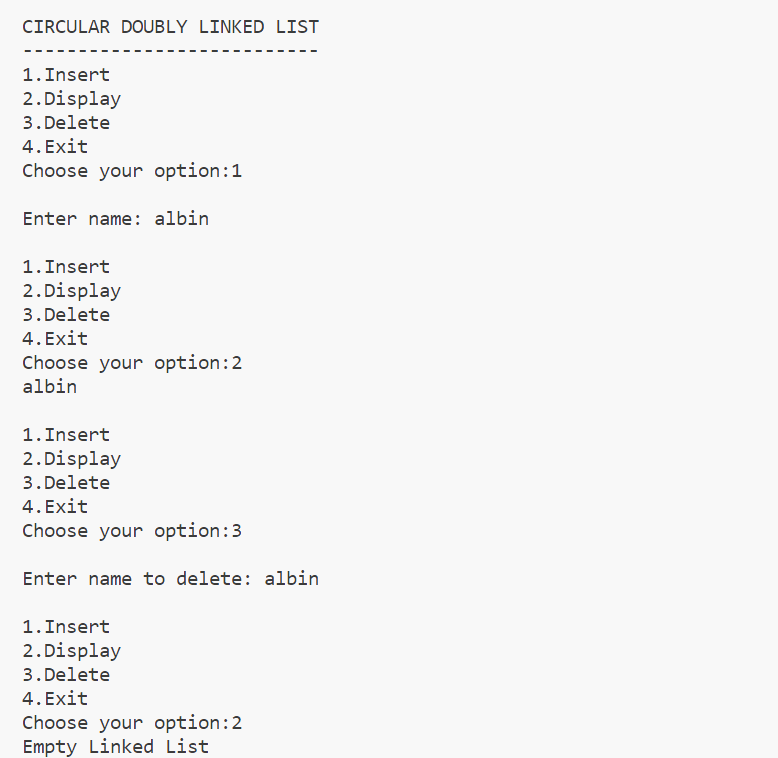 CIRCULAR DOUBLY LINKED LIST
---------------------------
1.Insert
2.Display
3.Delete
4.Exit
Choose your option:1
Enter name: albin
1.Insert
2.Display
3.Delete
4.Exit
Choose your option:2
albin
1.Insert
2.Display
3.Delete
4.Exit
Choose your option:3
Enter name to delete: albin
1.Insert
2.Display
3.Delete
4.Exit
Choose your option:2
Empty Linked List